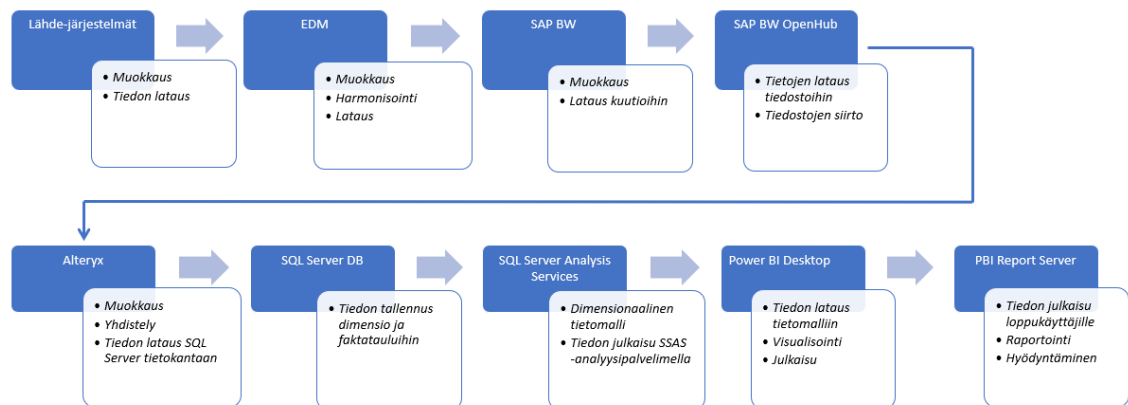 Lähde-järjestelmät
• Muokkaus
• Tiedon lataus
EDM
• Muokkaus
• Harmonisointi
• Lataus
SAP BW
• Muokkaus
• Lataus kuutioihin
SAP BW OpenHub
• Tietojen lataus
tiedostoihin
• Tiedostojen siirto
Alteryx
• Muokkaus
• Yhdistely
• Tiedon lataus SQL
Server tietokantaan
SQL Server DB
• Tiedon tallennus
dimensio ja
faktatauluihin
SQL Server Analysis
Services
• Dimensionaalinen
tietomalli
• Tiedon julkaisu SSAS
-analyysipalvelimella
Power BI Desktop
• Tiedon lataus
tietomalliin
• Visualisointi
• Julkaisu
PBI Report Server
• Tiedon julkaisu
loppukäyttäjille
• Raportointi
• Hyödyntäminen